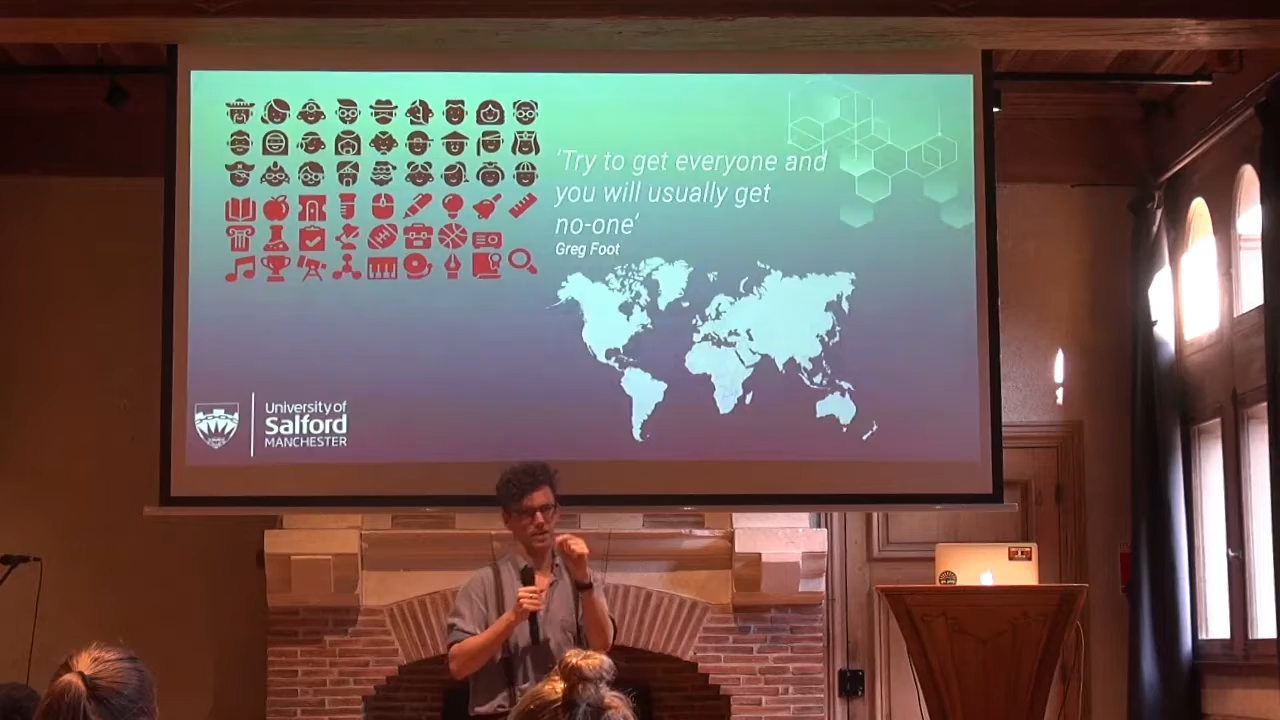 'Try to get everyone and
you will usually get
no-one'
Greg Foot
University of
Salford
MANCHESTER